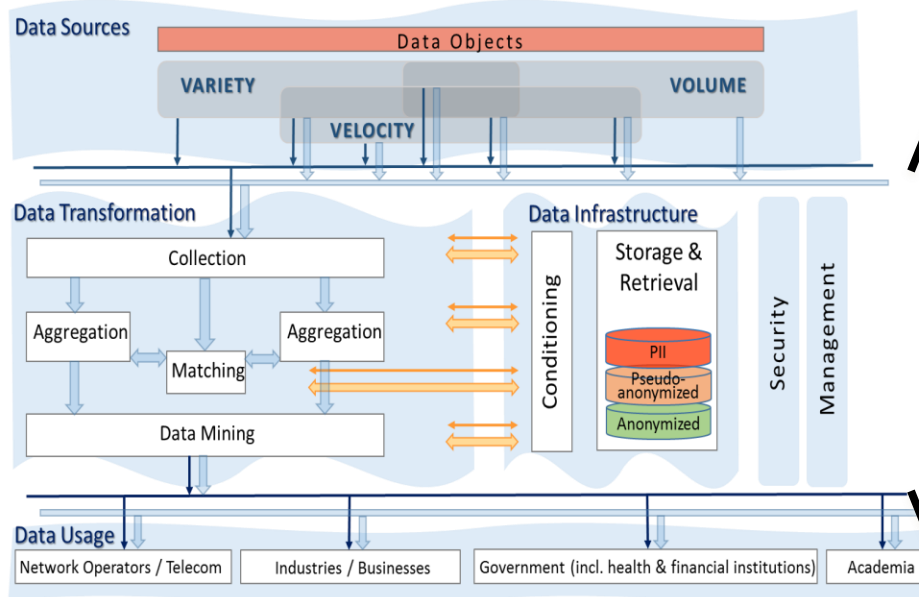 Data Sources
Data Objects
VARIETY
VOLUME
VELOCITY
Data Transformation
Collection
Aggregation
Aggregation
Matching
Data Mining
Data Infrastructure
Conditioning
Storage &
Retrieval
PII
Pseudo-
anonymized
Anonymized
Security
Management
Data Usage
Network Operators / Telecom
Industries / Businesses
Government (incl. health & financial institutions)
Academia